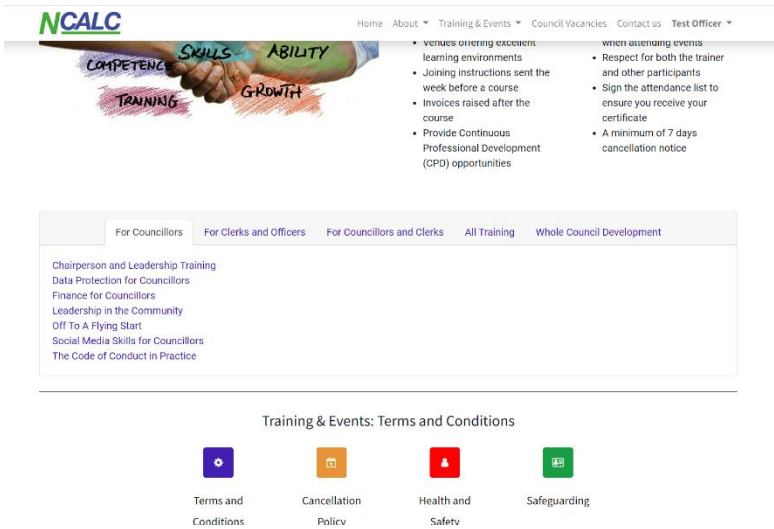 NCALC
Home About Training & Events Council Vacancies Contact us Test Officer
SKILLS ABILITY
COMPETENCE
GROWTH
TRAINING
Venues offering excellent
learning environments
Joining instructions sent the
week before a course
Invoices raised after the
course
Provide Continuous
Professional Development
(CPD) opportunities
when attending events
Respect for both the trainer
and other participants
Sign the attendance list to
ensure you receive your
certificate
A minimum of 7 days
cancellation notice
For Councillors For Clerks and Officers For Councillors and Clerks All Training Whole Council Development
Chairperson and Leadership Training
Data Protection for Councillors
Finance for Councillors
Leadership in the Community
Off To A Flying Start
Social Media Skills for Councillors
The Code of Conduct in Practice
Training & Events: Terms and Conditions
Terms and
Conditions
Cancellation
Policy
Health and
Safety
Safeguarding